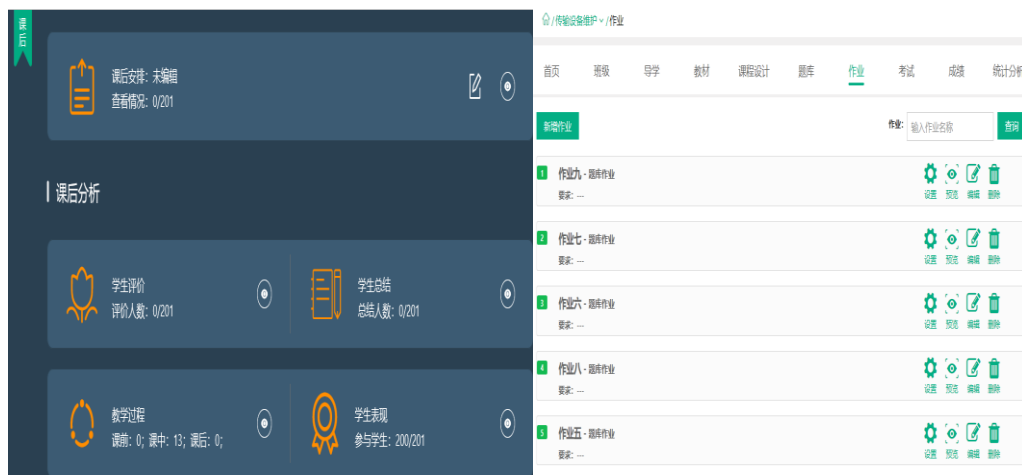 课后
课后安排：未编辑
查看情况：0/201
课后分析
学生评价
评价人数：0/201
学生总结
总结人数：0/201
教学过程
课前：0；课中：13；课后：0；
学生表现
参与学生：200/201
/传输设备维护 /作业
首页 班级 导学 教材 课程设计 题库 作业 考试 成绩 统计分析
新增作业 作业： 输入作业名称 查询
1 作业九 - 题库作业
要求：---
设置 预览 编辑 删除
2 作业七 - 题库作业
要求：---
设置 预览 编辑 删除
3 作业六 - 题库作业
要求：---
设置 预览 编辑 删除
4 作业八 - 题库作业
要求：---
设置 预览 编辑 删除
5 作业五 - 题库作业
要求：---
设置 预览 编辑 删除